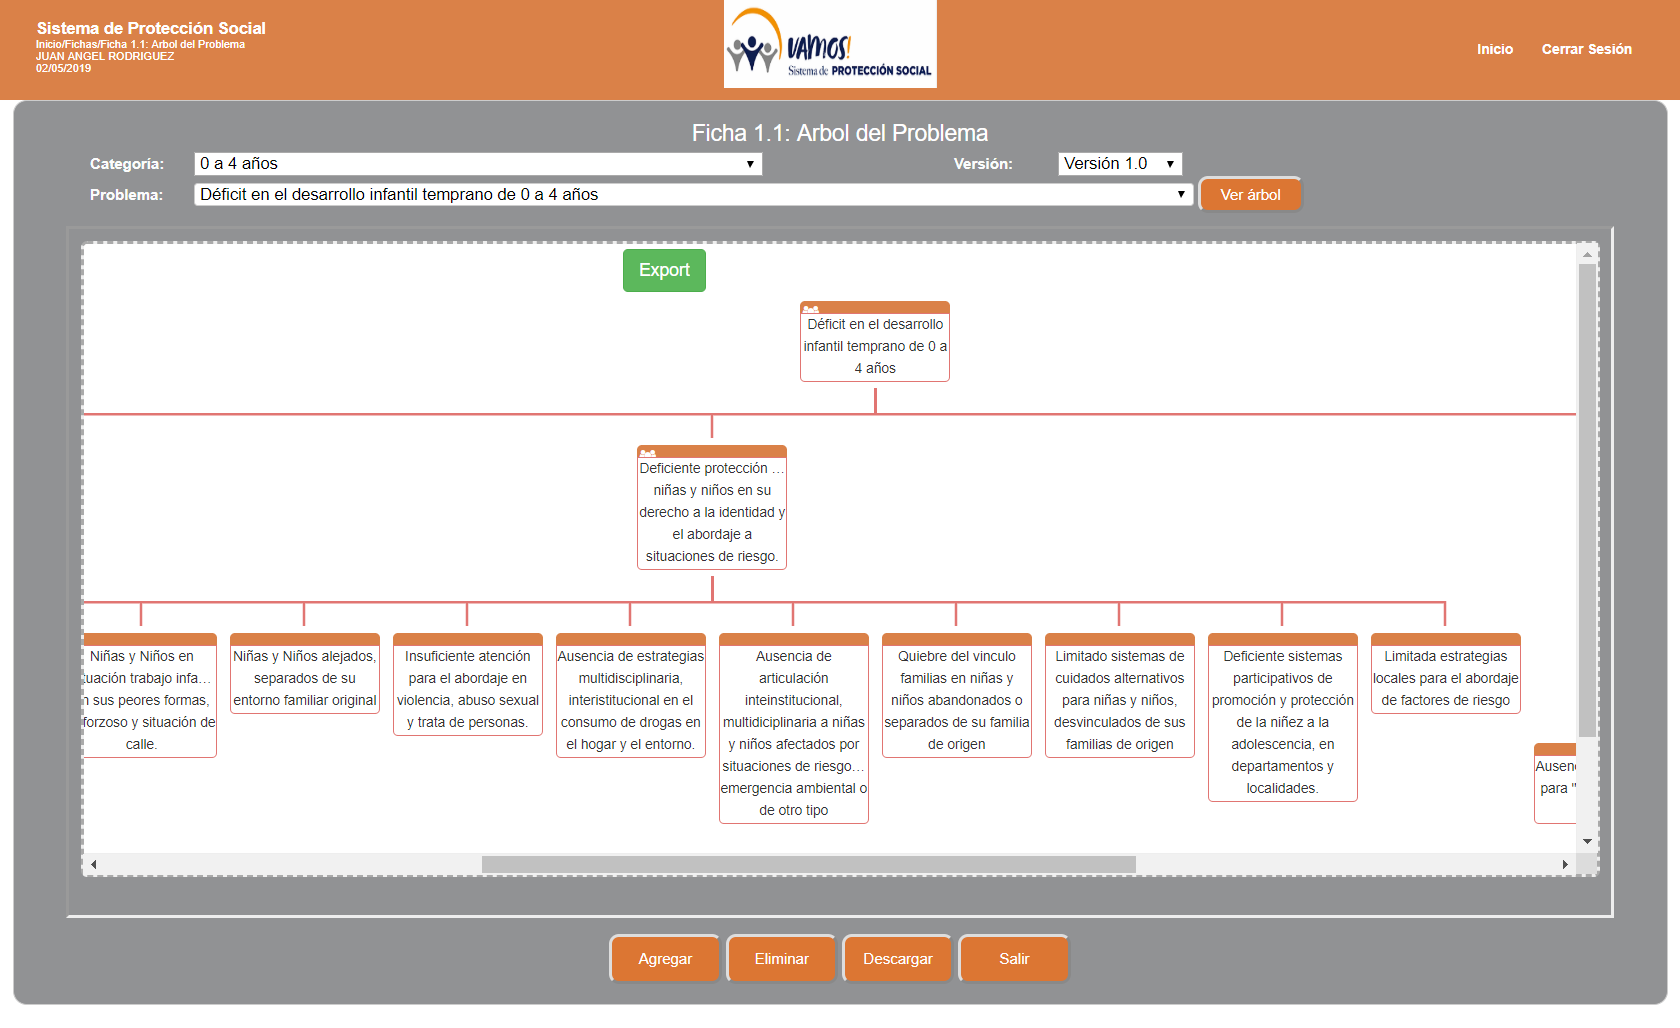 Sistema de Protección Social
Inicio/Fichas/Ficha 1.1: Arbol del Problema
JUAN ANGEL RODRIGUEZ
02/05/2019
VAMOS!
Sistema de PROTECCIÓN SOCIAL
Inicio
Cerrar Sesión
Ficha 1.1: Arbol del Problema
Categoría:
0 a 4 años
Versión:
Versión 1.0
Problema:
Déficit en el desarrollo infantil temprano de 0 a 4 años
Ver árbol
Export
Déficit en el desarrollo
infantil temprano de 0 a
4 años
Deficiente protección ...
niñas y niños en su
derecho a la identidad y
el abordaje a
situaciones de riesgo.
Niñas y Niños en
tuación trabajo infa...
n sus peores formas,
forzoso y situación de
calle.
Niñas y Niños alejados,
separados de su
entorno familiar original
Insuficiente atención
para el abordaje en
violencia, abuso sexual
y trata de personas.
Ausencia de estrategias
multidisciplinaria,
interistitucional en el
consumo de drogas en
el hogar y el entorno.
Ausencia de
articulación
inteinstitucional,
multidiciplinaria a niñas
y niños afectados por
situaciones de riesgo...
emergencia ambiental o
de otro tipo
Quiebre del vinculo
familias en niñas y
niños abandonados o
separados de su familia
de origen
Limitado sistemas de
cuidados alternativos
para niñas y niños,
desvinculados de sus
familias de origen
Deficiente sistemas
participativos de
promoción y protección
de la niñez a la
adolescencia, en
departamentos y
localidades.
Limitada estrategias
locales para el abordaje
de factores de riesgo
Ausen
para "
Agregar
Eliminar
Descargar
Salir